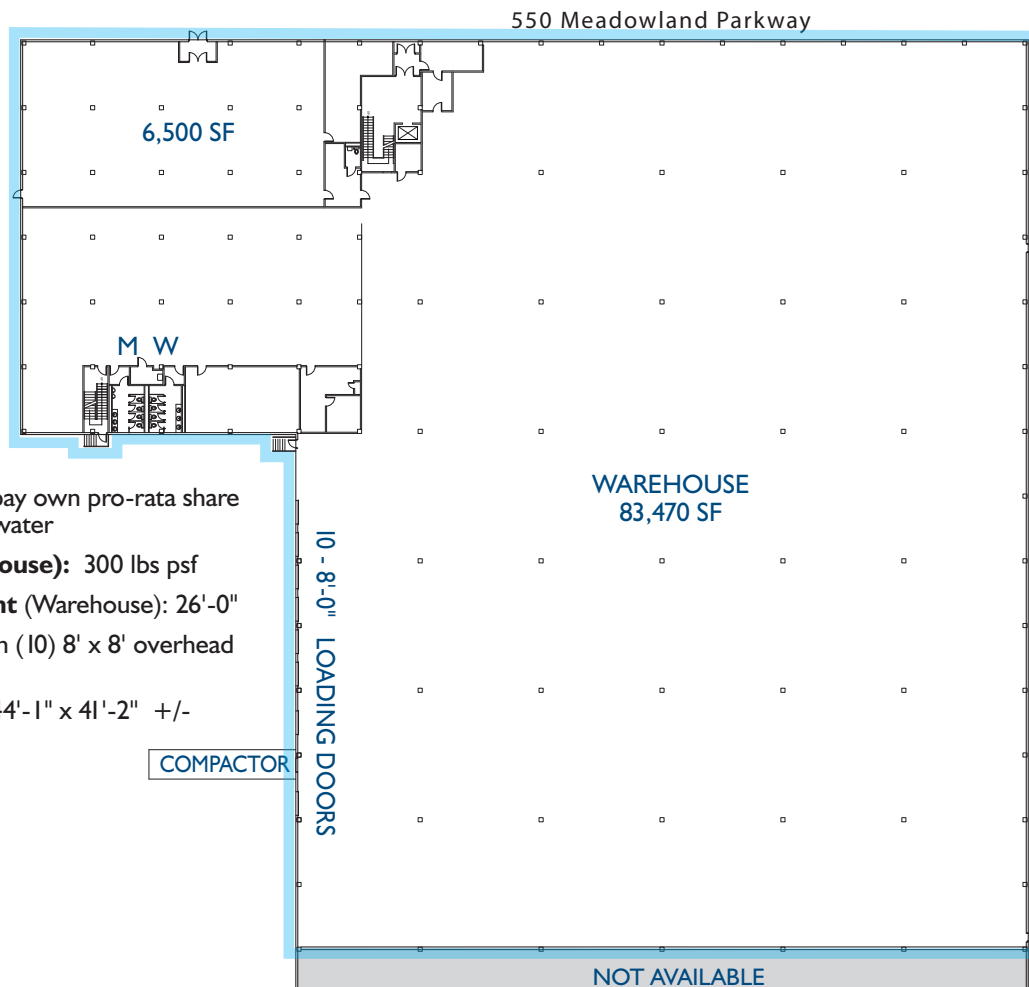 550 Meadowland Parkway
6,500 SF
M W
WAREHOUSE
83,470 SF
pay own pro-rata share
water
ouse): 300 lbs psf
nt (Warehouse): 26'-0"
n (10) 8' x 8' overhead
44'-1" x 41'-2" +/-
10 - 8'-0" LOADING DOORS
COMPACTOR
NOT AVAILABLE